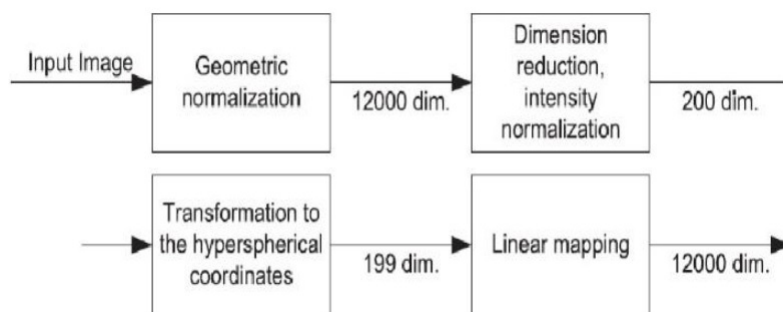 Input Image
Geometric
normalization
12000 dim.
Dimension
reduction,
intensity
normalization
200 dim.
Transformation to
the hyperspherical
coordinates
199 dim.
Linear mapping
12000 dim.